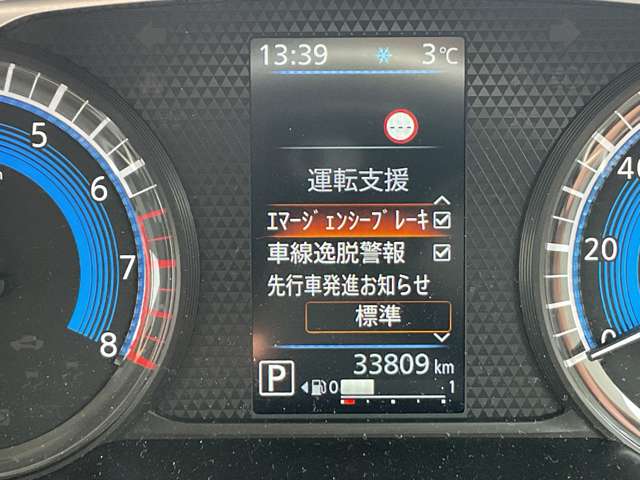 13:39 3℃
---
運転支援
ｴﾏｰｼﾞｪﾝｼｰﾌﾞﾚｰｷ
車線逸脱警報
先行車発進お知らせ
標準
33809 km
P 0 1
5
6
7
8
40
20
0